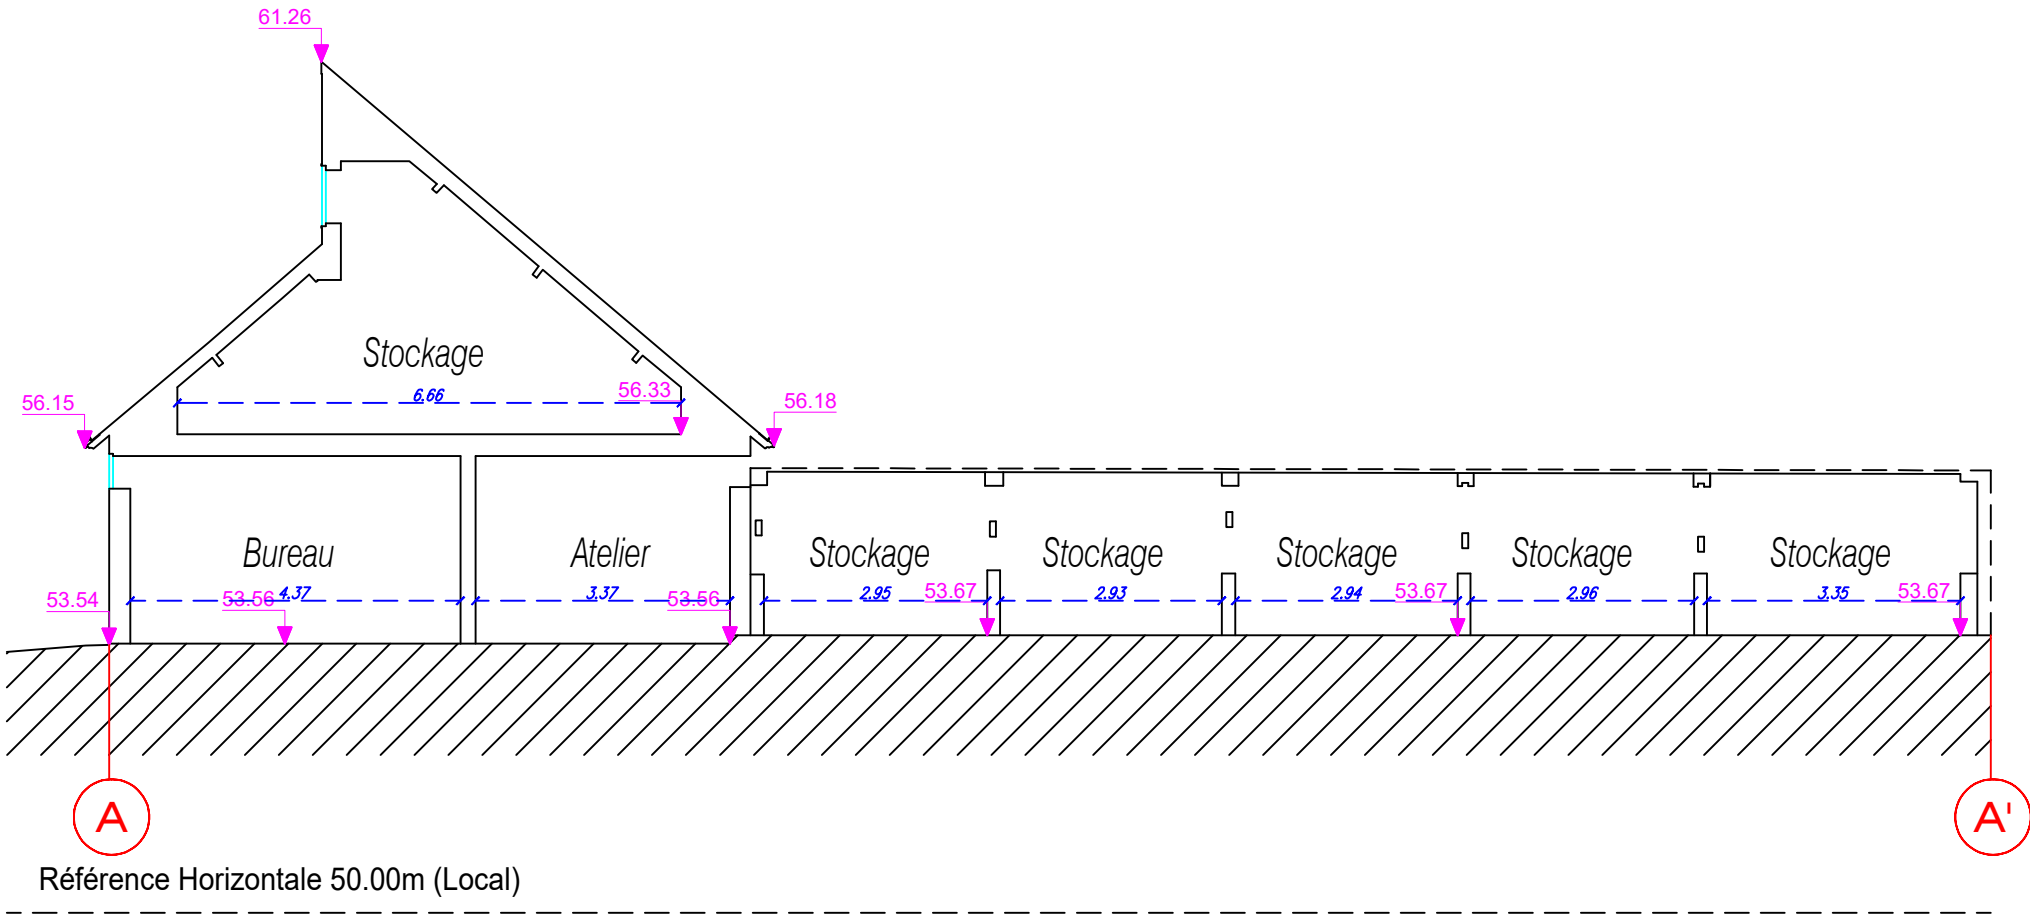 61.26
Stockage
6.66
56.33
56.15
56.18
Bureau
Atelier
Stockage
Stockage
Stockage
Stockage
Stockage
53.54
53.56
4.37
3.37
53.56
2.95
53.67
2.93
2.94
53.67
2.96
3.35
53.67
A
A'
Référence Horizontale 50.00m (Local)